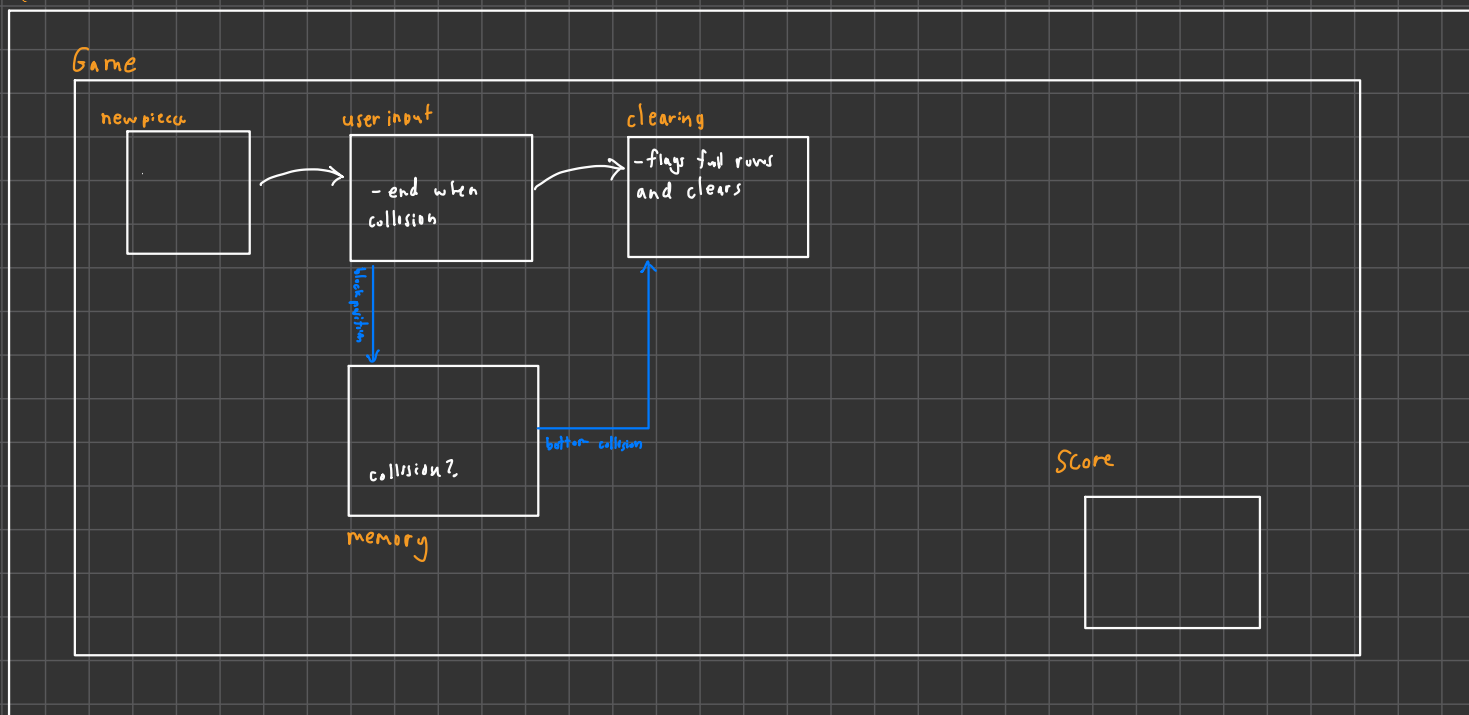 Game
new piece
user input
clearing
- end when
collision
- flags full rows
and clears
block position
bottom collision
collision?
memory
Score